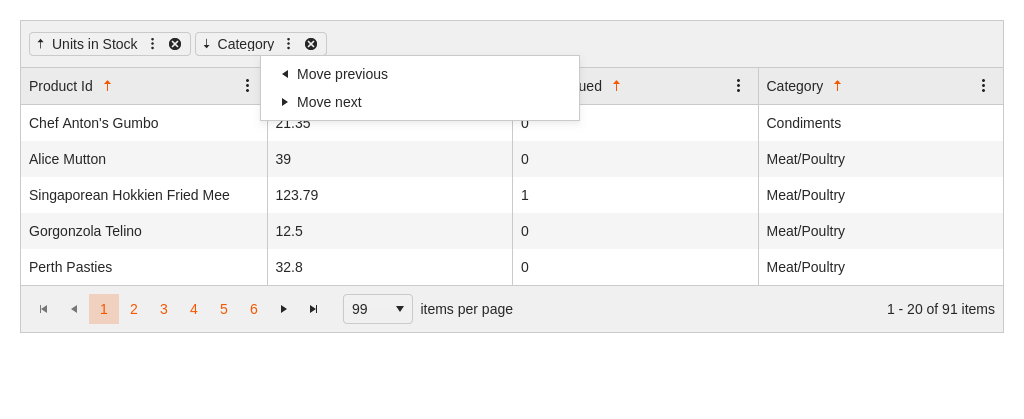 Units in Stock Category
Move previous
Move next
Product Id ued Category
Chef Anton's Gumbo 21.35 0 Condiments
Alice Mutton 39 0 Meat/Poultry
Singaporean Hokkien Fried Mee 123.79 1 Meat/Poultry
Gorgonzola Telino 12.5 0 Meat/Poultry
Perth Pasties 32.8 0 Meat/Poultry
1 2 3 4 5 6 99 items per page 1 - 20 of 91 items